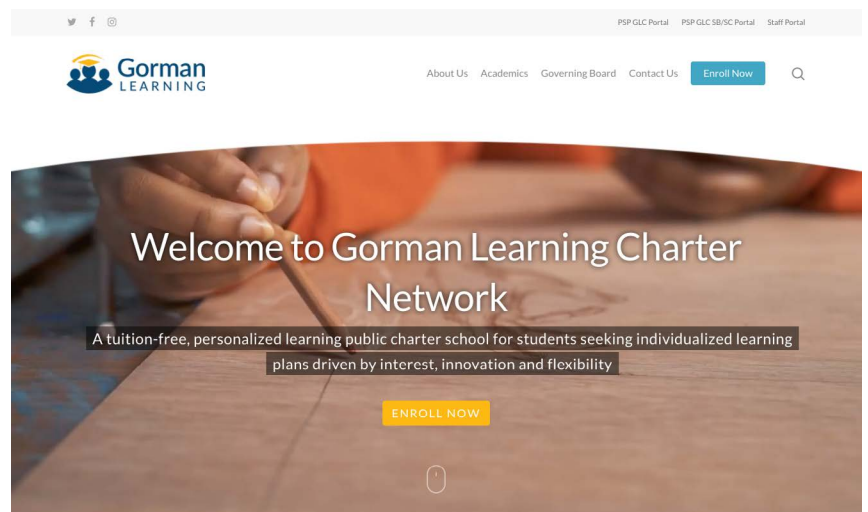 PSP GLC Portal PSP GLC SB/SC Portal Staff Portal
Gorman
LEARNING
About Us Academics Governing Board Contact Us Enroll Now
Welcome to Gorman Learning Charter
Network
A tuition-free, personalized learning public charter school for students seeking individualized learning
plans driven by interest, innovation and flexibility
ENROLL NOW